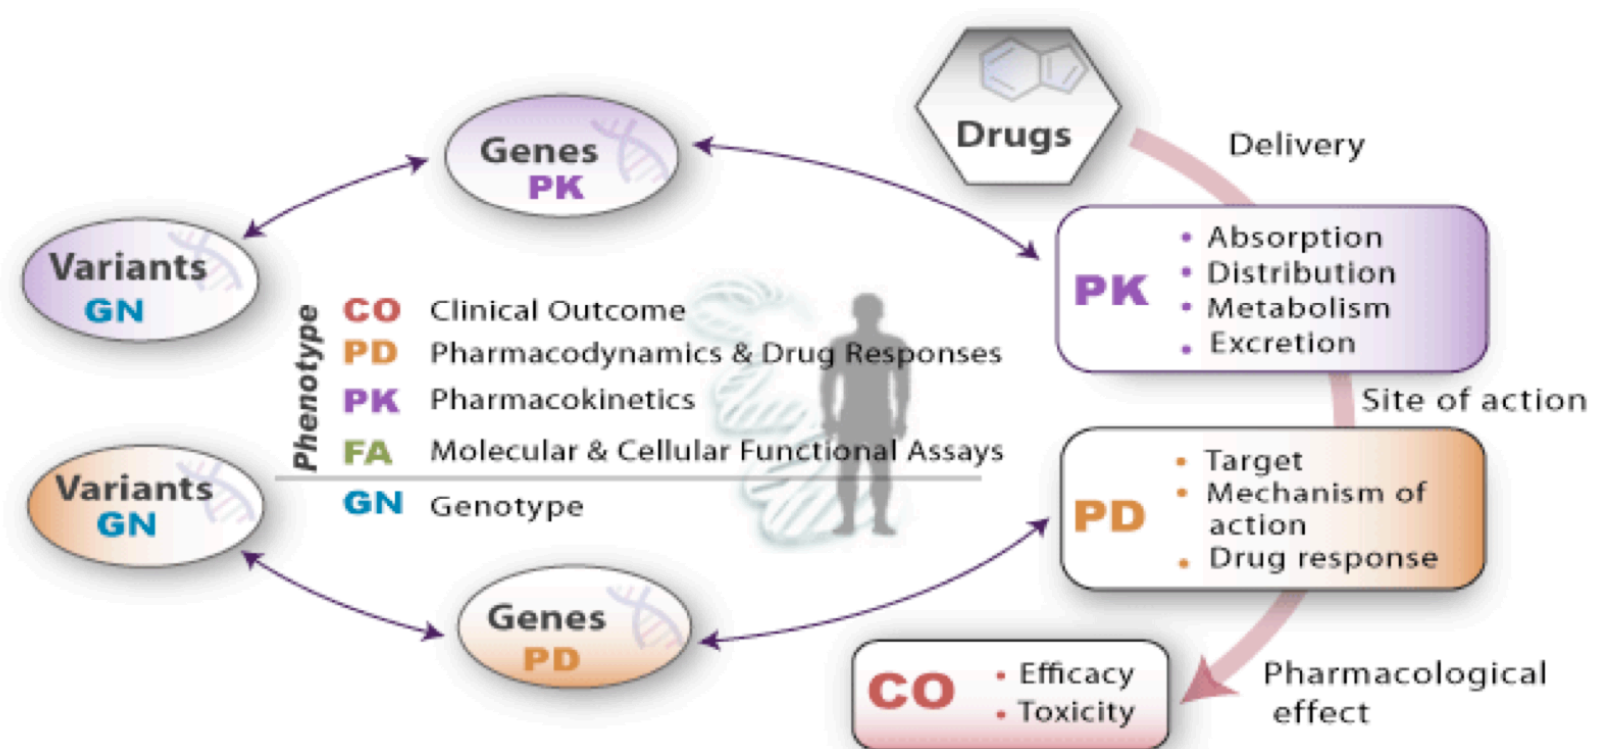 Drugs
Delivery
Genes
PK
Variants
GN
PK
• Absorption
• Distribution
• Metabolism
• Excretion
Phenotype
CO Clinical Outcome
PD Pharmacodynamics & Drug Responses
PK Pharmacokinetics
FA Molecular & Cellular Functional Assays
GN Genotype
Site of action
Variants
GN
PD
• Target
• Mechanism of
action
• Drug response
Genes
PD
CO
• Efficacy
• Toxicity
Pharmacological
effect